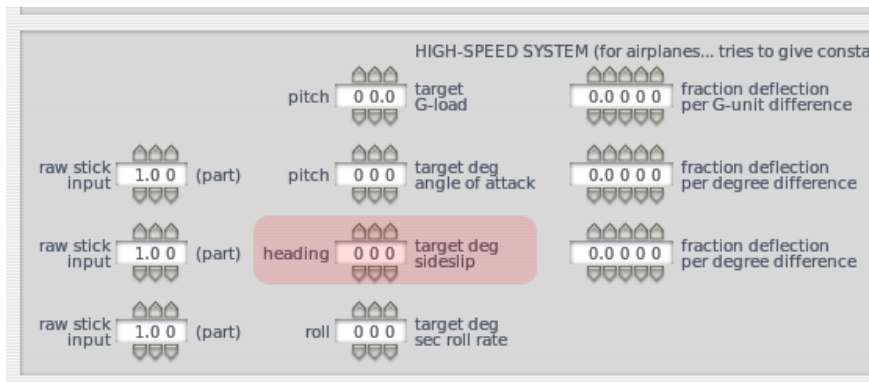 HIGH-SPEED SYSTEM (for airplanes... tries to give consta
pitch 0 0.0 target G-load 0.0 0 0 0 fraction deflection per G-unit difference
raw stick input 1.0 0 (part) pitch 0 0 0 target deg angle of attack 0.0 0 0 0 fraction deflection per degree difference
raw stick input 1.0 0 (part) heading 0 0 0 target deg sideslip 0.0 0 0 0 fraction deflection per degree difference
raw stick input 1.0 0 (part) roll 0 0 0 target deg sec roll rate